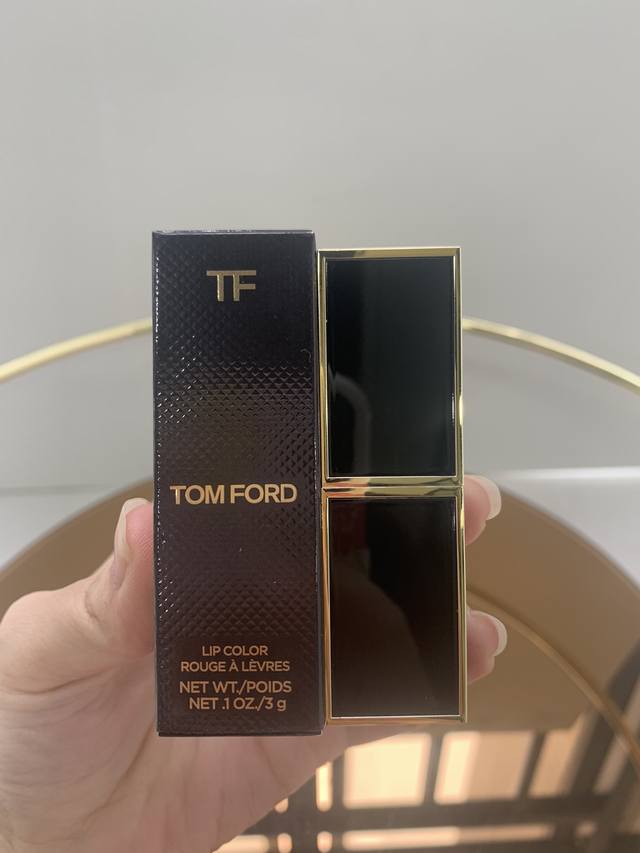 TF
TOM FORD
LIP COLOR
ROUGE À LÈVRES
NET WT./POIDS
NET .1 OZ./3 g